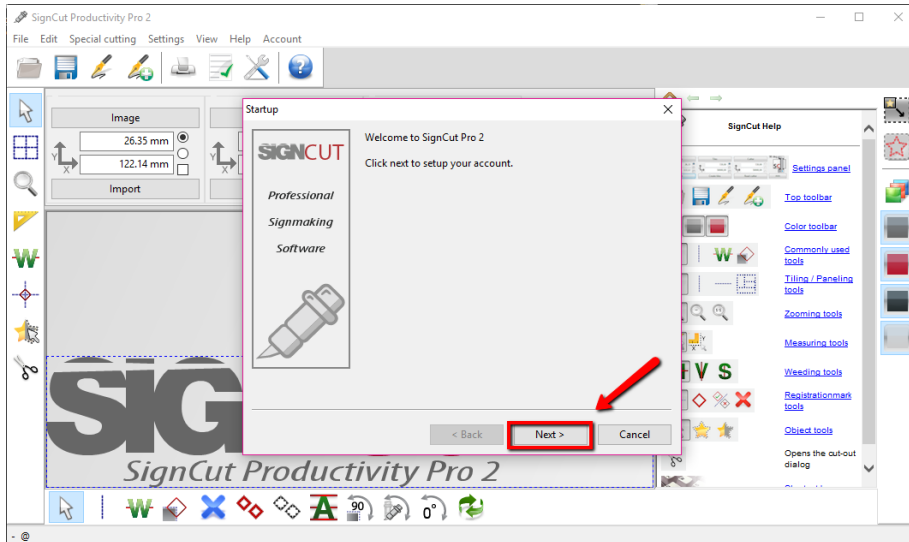 SignCut Productivity Pro 2
File Edit Special cutting Settings View Help Account
Image
26.35 mm
Y
X
122.14 mm
Import
Y
X
Startup
SIGNCUT
Professional
Signmaking
Software
Welcome to SignCut Pro 2
Click next to setup your account.
< Back
Next >
Cancel
SignCut Help
Settings panel
Top toolbar
Color toolbar
Commonly used
tools
Tiling / Paneling
tools
Zooming tools
Measuring tools
Weeding tools
Registrationmark
tools
Object tools
Opens the cut-out
dialog
SIG
SignCut Productivity Pro 2
W
W
V S
W
A
90
0°
- @